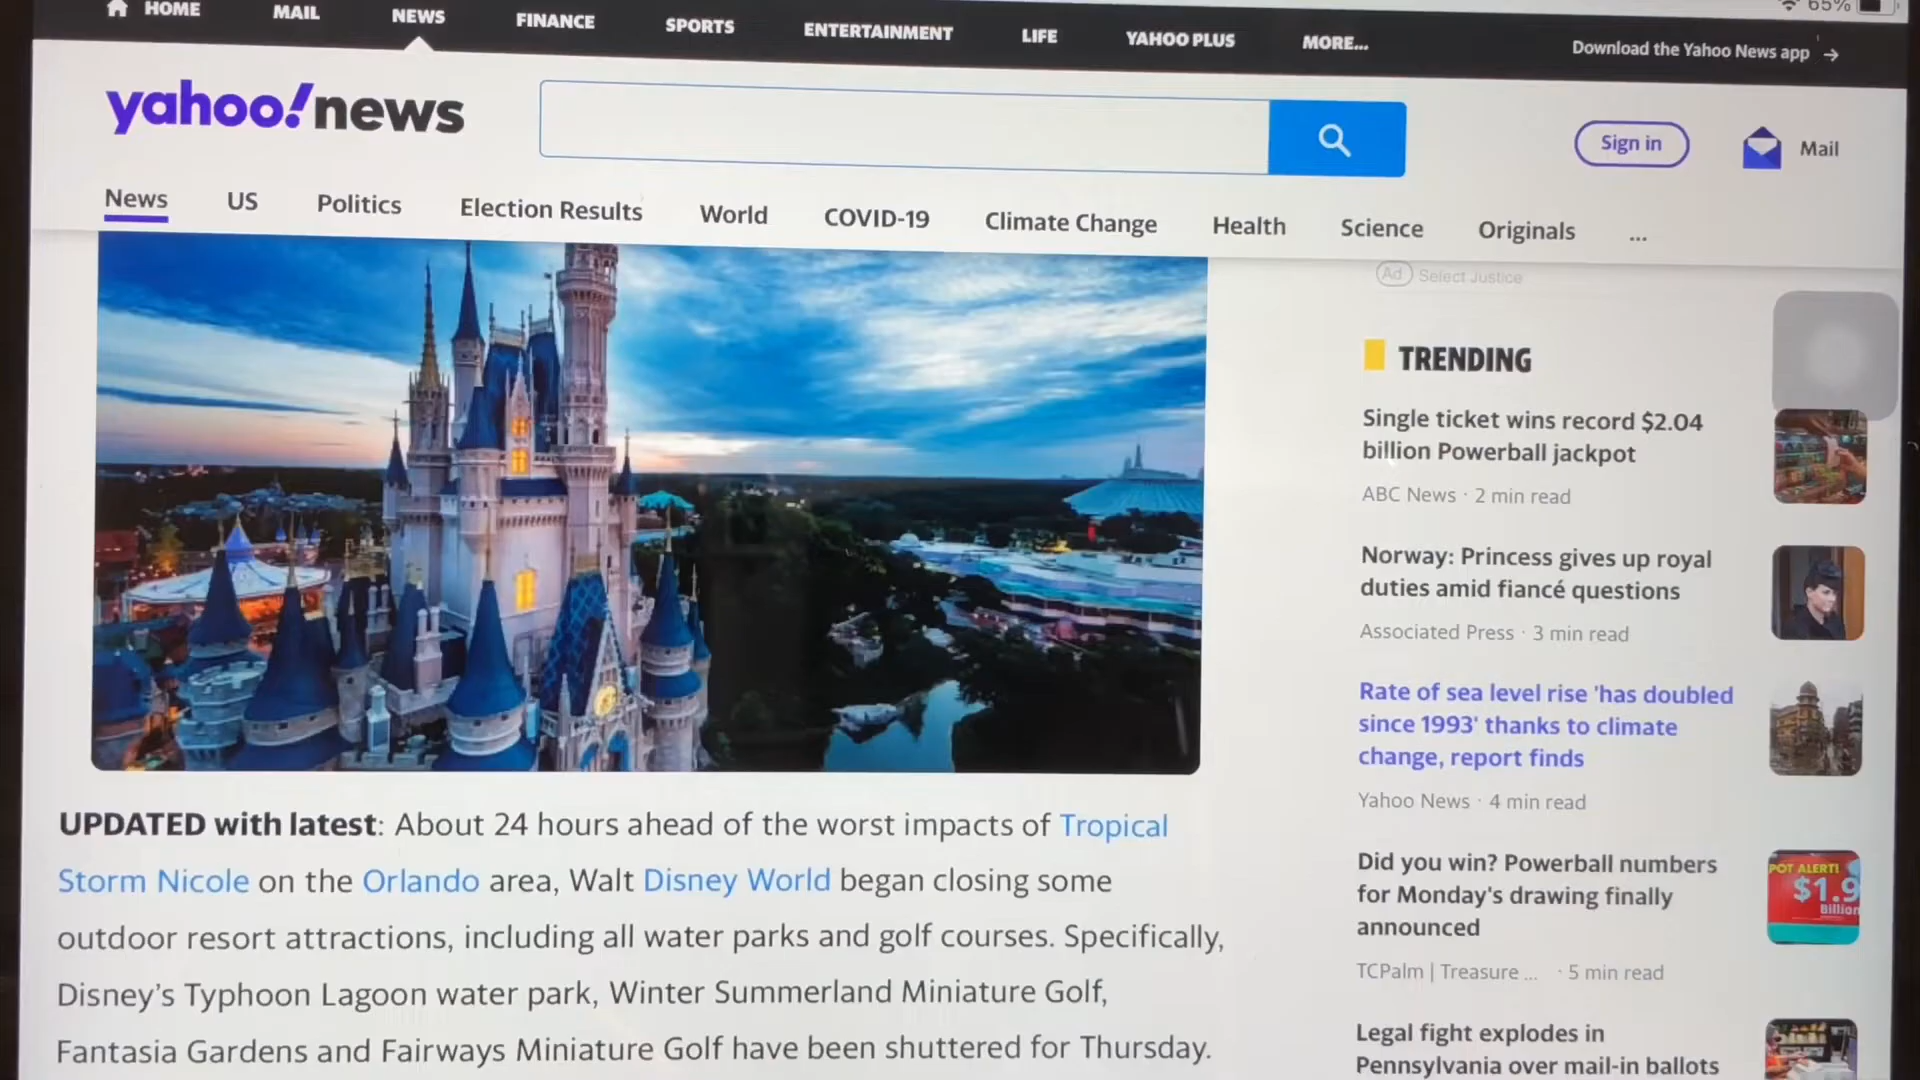 65%
HOME MAIL NEWS FINANCE SPORTS ENTERTAINMENT LIFE YAHOO PLUS MORE... Download the Yahoo News app →
yahoo!news
Sign in
Mail
News US Politics Election Results World COVID-19 Climate Change Health Science Originals ...
Ad Select Justice
TRENDING
Single ticket wins record $2.04
billion Powerball jackpot
ABC News · 2 min read
Norway: Princess gives up royal
duties amid fiancé questions
Associated Press · 3 min read
Rate of sea level rise 'has doubled
since 1993' thanks to climate
change, report finds
Yahoo News · 4 min read
Did you win? Powerball numbers
for Monday's drawing finally
announced
TCPalm | Treasure ... · 5 min read
POT ALERT!
$1.9
Billion
Legal fight explodes in
Pennsylvania over mail-in ballots
UPDATED with latest: About 24 hours ahead of the worst impacts of Tropical
Storm Nicole on the Orlando area, Walt Disney World began closing some
outdoor resort attractions, including all water parks and golf courses. Specifically,
Disney's Typhoon Lagoon water park, Winter Summerland Miniature Golf,
Fantasia Gardens and Fairways Miniature Golf have been shuttered for Thursday.